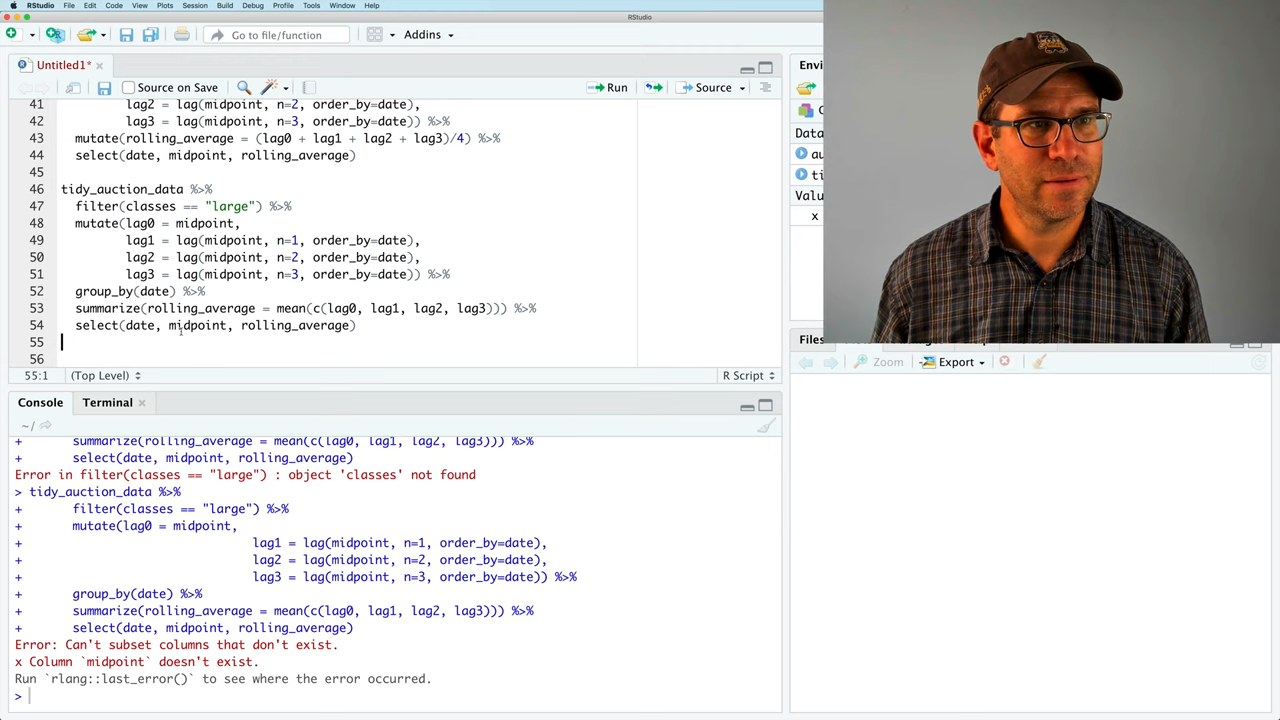 RStudio File Edit Code View Plots Session Build Debug Profile Tools Window Help
RStudio
Go to file/function Addins
Untitled1*
Source on Save Run Source
41 lag2 = lag(midpoint, n=2, order_by=date),
42 lag3 = lag(midpoint, n=3, order_by=date)) %>%
43 mutate(rolling_average = (lag0 + lag1 + lag2 + lag3)/4) %>%
44 select(date, midpoint, rolling_average)
45
46 tidy_auction_data %>%
47 filter(classes == "large") %>%
48 mutate(lag0 = midpoint,
49 lag1 = lag(midpoint, n=1, order_by=date),
50 lag2 = lag(midpoint, n=2, order_by=date),
51 lag3 = lag(midpoint, n=3, order_by=date)) %>%
52 group_by(date) %>%
53 summarize(rolling_average = mean(c(lag0, lag1, lag2, lag3))) %>%
54 select(date, midpoint, rolling_average)
55
56
55:1 (Top Level) R Script
Console Terminal
~/
+ summarize(rolling_average = mean(c(lag0, lag1, lag2, lag3))) %>%
+ select(date, midpoint, rolling_average)
Error in filter(classes == "large") : object 'classes' not found
> tidy_auction_data %>%
+ filter(classes == "large") %>%
+ mutate(lag0 = midpoint,
+ lag1 = lag(midpoint, n=1, order_by=date),
+ lag2 = lag(midpoint, n=2, order_by=date),
+ lag3 = lag(midpoint, n=3, order_by=date)) %>%
+ group_by(date) %>%
+ summarize(rolling_average = mean(c(lag0, lag1, lag2, lag3))) %>%
+ select(date, midpoint, rolling_average)
Error: Can't subset columns that don't exist.
x Column `midpoint` doesn't exist.
Run `rlang::last_error()` to see where the error occurred.
>
Envi
Data
au
ti
Valu
x
Files
Zoom Export